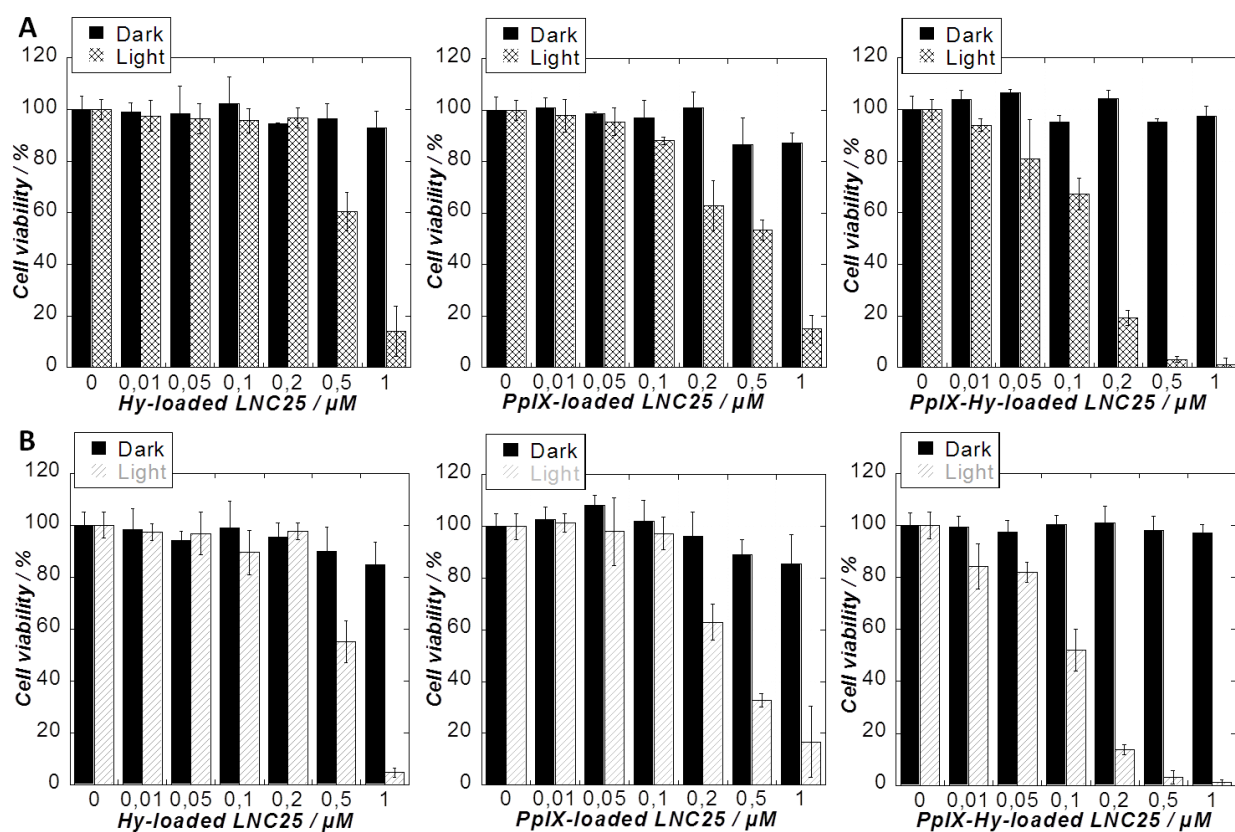 A
Dark
Light
120
100
80
60
40
20
0
Cell viability / %
0 0,01 0,05 0,1 0,2 0,5 1
Hy-loaded LNC25 / µM
Dark
Light
120
100
80
60
40
20
0
Cell viability / %
0 0,01 0,05 0,1 0,2 0,5 1
PpIX-loaded LNC25 / µM
Dark
Light
120
100
80
60
40
20
0
Cell viability / %
0 0,01 0,05 0,1 0,2 0,5 1
PpIX-Hy-loaded LNC25 / µM
B
Dark
Light
120
100
80
60
40
20
0
Cell viability / %
0 0,01 0,05 0,1 0,2 0,5 1
Hy-loaded LNC25 / µM
Dark
Light
120
100
80
60
40
20
0
Cell viability / %
0 0,01 0,05 0,1 0,2 0,5 1
PpIX-loaded LNC25 / µM
Dark
Light
120
100
80
60
40
20
0
Cell viability / %
0 0,01 0,05 0,1 0,2 0,5 1
PpIX-Hy-loaded LNC25 / µM